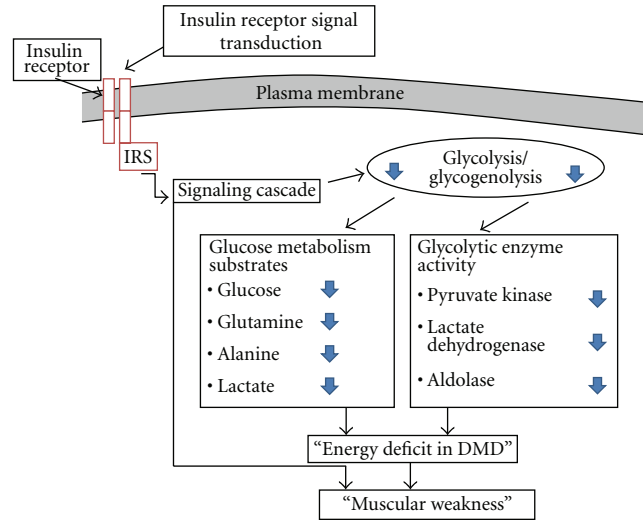 Insulin receptor signal
transduction
Insulin
receptor
Plasma membrane
IRS
Signaling cascade
Glycolysis/
glycogenolysis
Glucose metabolism
substrates
• Glucose
• Glutamine
• Alanine
• Lactate
Glycolytic enzyme
activity
• Pyruvate kinase
• Lactate
dehydrogenase
• Aldolase
“Energy deficit in DMD”
“Muscular weakness”